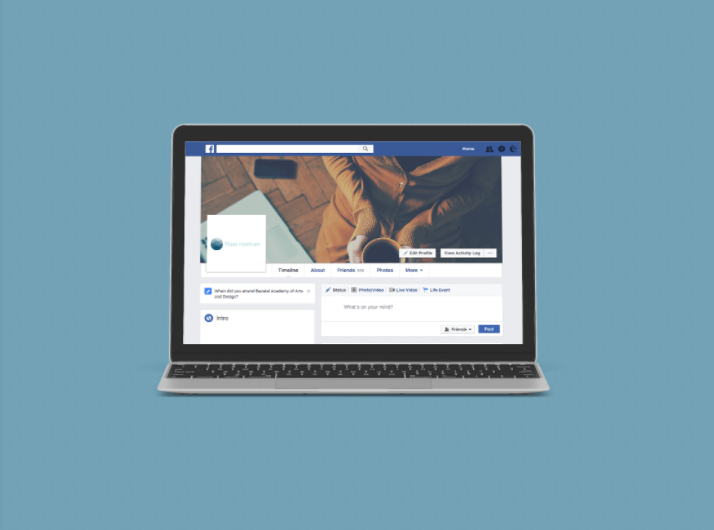 f
Home
Edit Profile
View Activity Log
Timeline
About
Friends
Photos
More
When did you attend Bezalel Academy of Arts
and Design?
Intro
Status
Photo/Video
Live Video
Life Event
What's on your mind?
Friends
Post